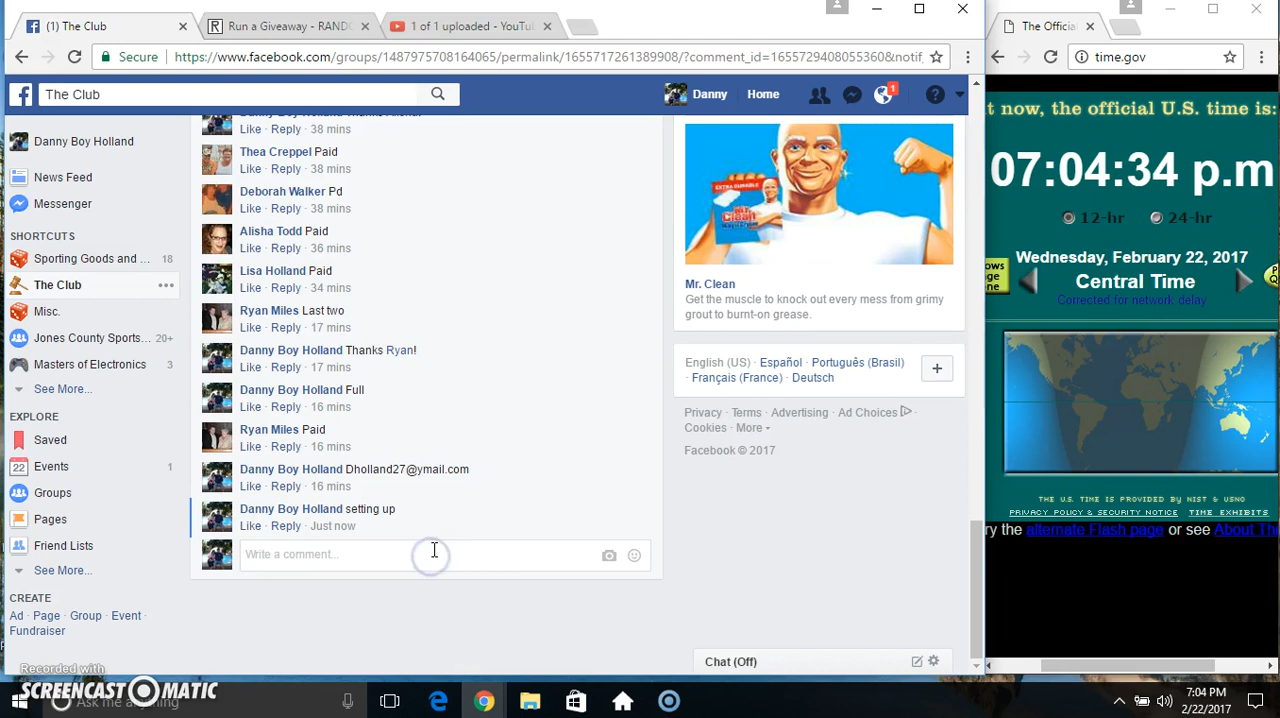 (1) The Club
Run a Giveaway - RAND
1 of 1 uploaded - YouTu
The Official
Secure
https://www.facebook.com/groups/1487975708164065/permalink/1655717261389908/?comment_id=1655729408055360&notif
time.gov
The Club
Danny
Home
1
t now, the official U.S. time is:
07:04:34 p.m
12-hr
24-hr
Wednesday, February 22, 2017
Central Time
Corrected for network delay
THE U.S. TIME IS PROVIDED BY NIST & USNO
PRIVACY POLICY & SECURITY NOTICE
TIME EXHIBITS
ry the alternate Flash page or see About The
Danny Boy Holland
News Feed
Messenger
SHORTCUTS
Sporting Goods and ...
18
The Club
Misc.
Jones County Sports...
20+
Masters of Electronics
3
See More...
EXPLORE
Saved
22
Events
1
Groups
Pages
Friend Lists
See More...
CREATE
Ad · Page · Group · Event ·
Fundraiser
Like · Reply · 38 mins
Thea Creppel Paid
Like · Reply · 38 mins
Deborah Walker Pd
Like · Reply · 38 mins
Alisha Todd Paid
Like · Reply · 36 mins
Lisa Holland Paid
Like · Reply · 34 mins
Ryan Miles Last two
Like · Reply · 17 mins
Danny Boy Holland Thanks Ryan!
Like · Reply · 17 mins
Danny Boy Holland Full
Like · Reply · 16 mins
Ryan Miles Paid
Like · Reply · 16 mins
Danny Boy Holland Dholland27@ymail.com
Like · Reply · 16 mins
Danny Boy Holland setting up
Like · Reply · Just now
Write a comment...
Mr. Clean
Get the muscle to knock out every mess from grimy
grout to burnt-on grease.
English (US) · Español · Português (Brasil)
· Français (France) · Deutsch
Privacy · Terms · Advertising · Ad Choices ·
Cookies · More
Facebook © 2017
Chat (Off)
Recorded with
SCREENCAST-O-MATIC
Ask me anything
7:04 PM
2/22/2017